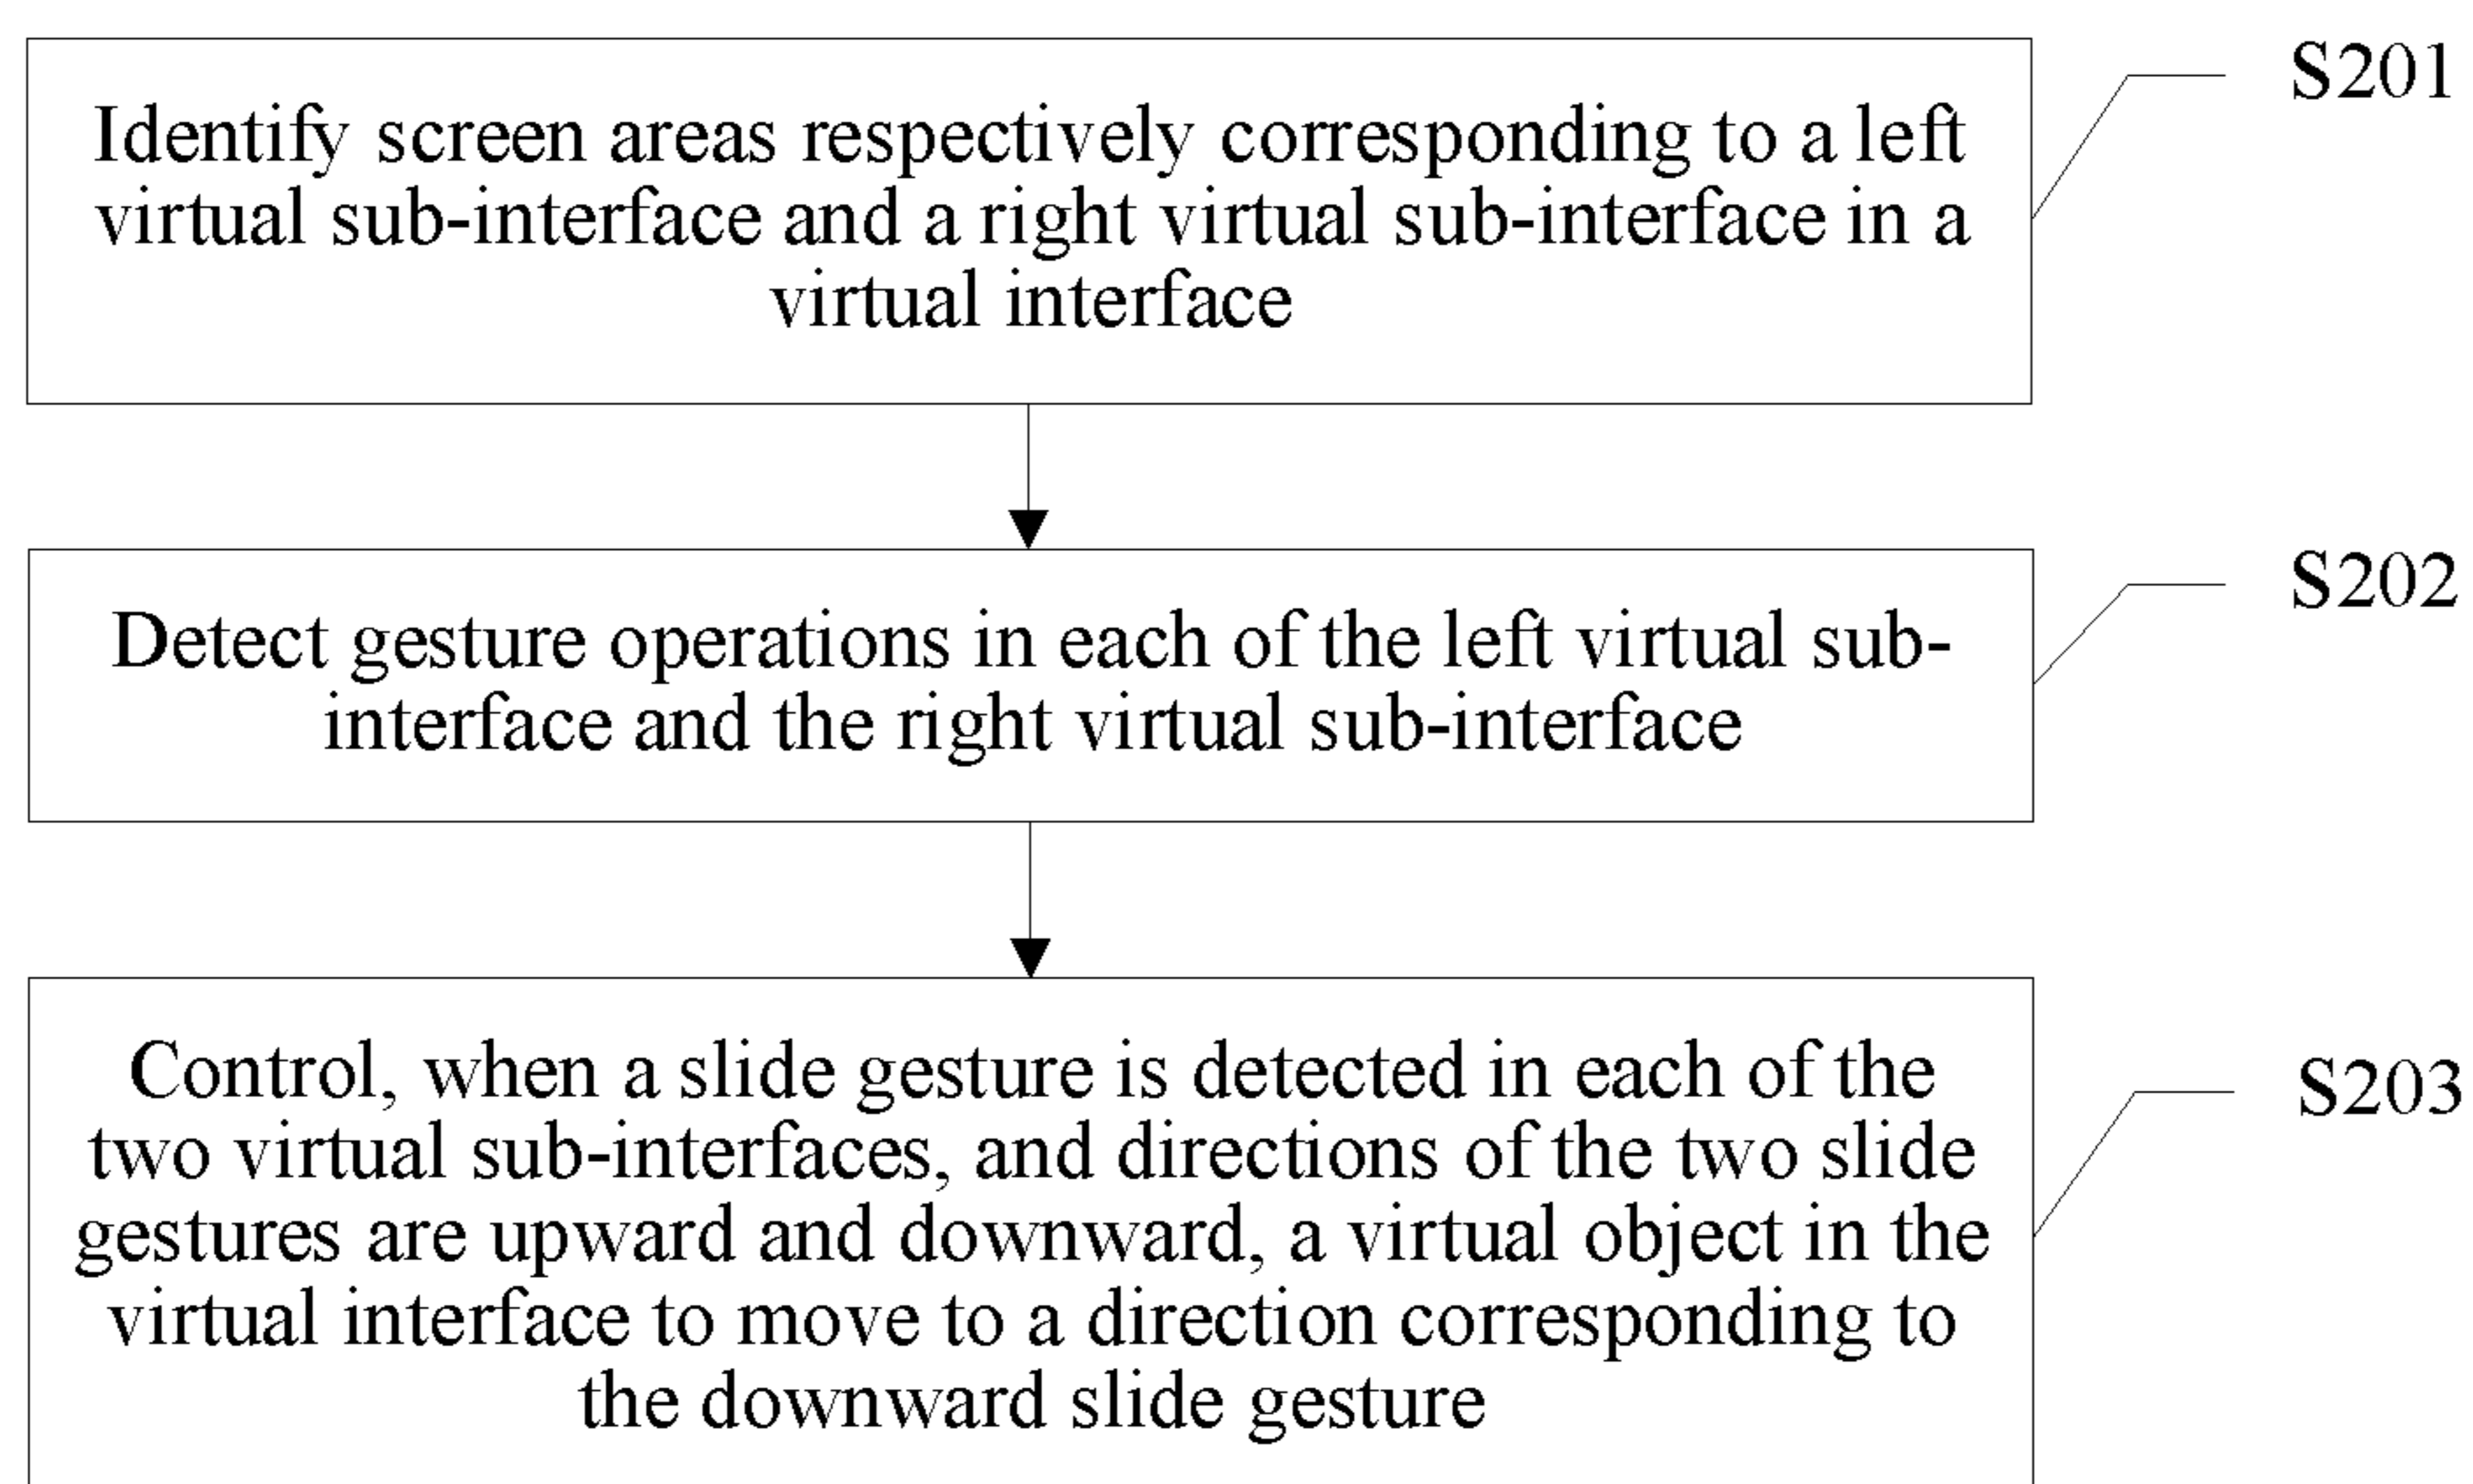 S201
Identify screen areas respectively corresponding to a left
virtual sub-interface and a right virtual sub-interface in a
virtual interface
S202
Detect gesture operations in each of the left virtual sub-
interface and the right virtual sub-interface
S203
Control, when a slide gesture is detected in each of the
two virtual sub-interfaces, and directions of the two slide
gestures are upward and downward, a virtual object in the
virtual interface to move to a direction corresponding to
the downward slide gesture